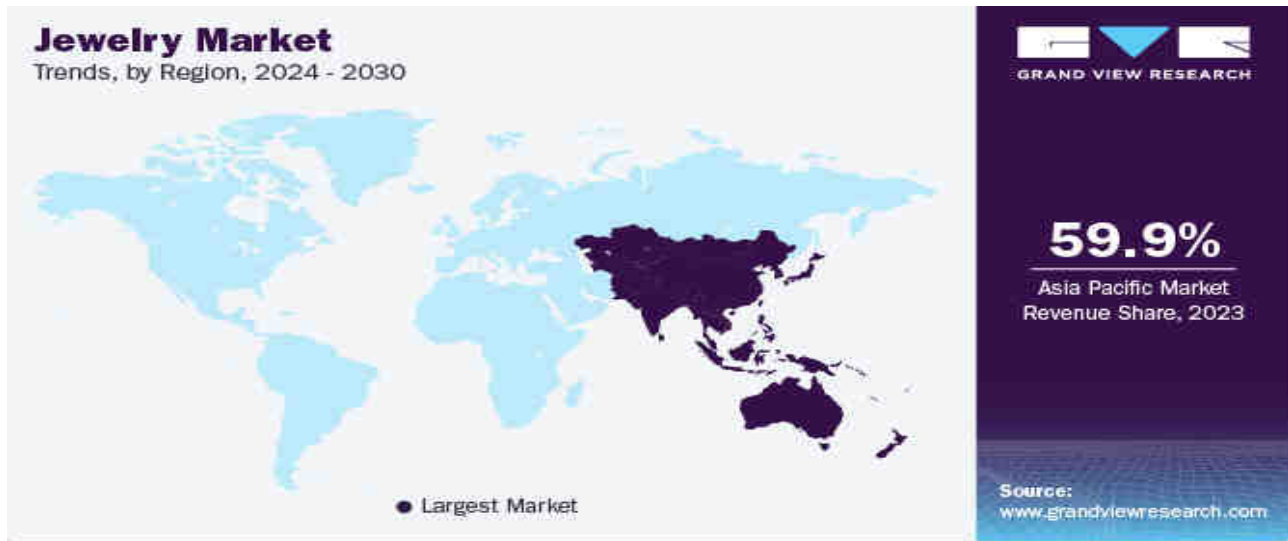 Jewelry Market
Trends, by Region, 2024 - 2030
GRAND VIEW RESEARCH
59.9%
Asia Pacific Market
Revenue Share, 2023
Largest Market
Source:
www.grandviewresearch.com